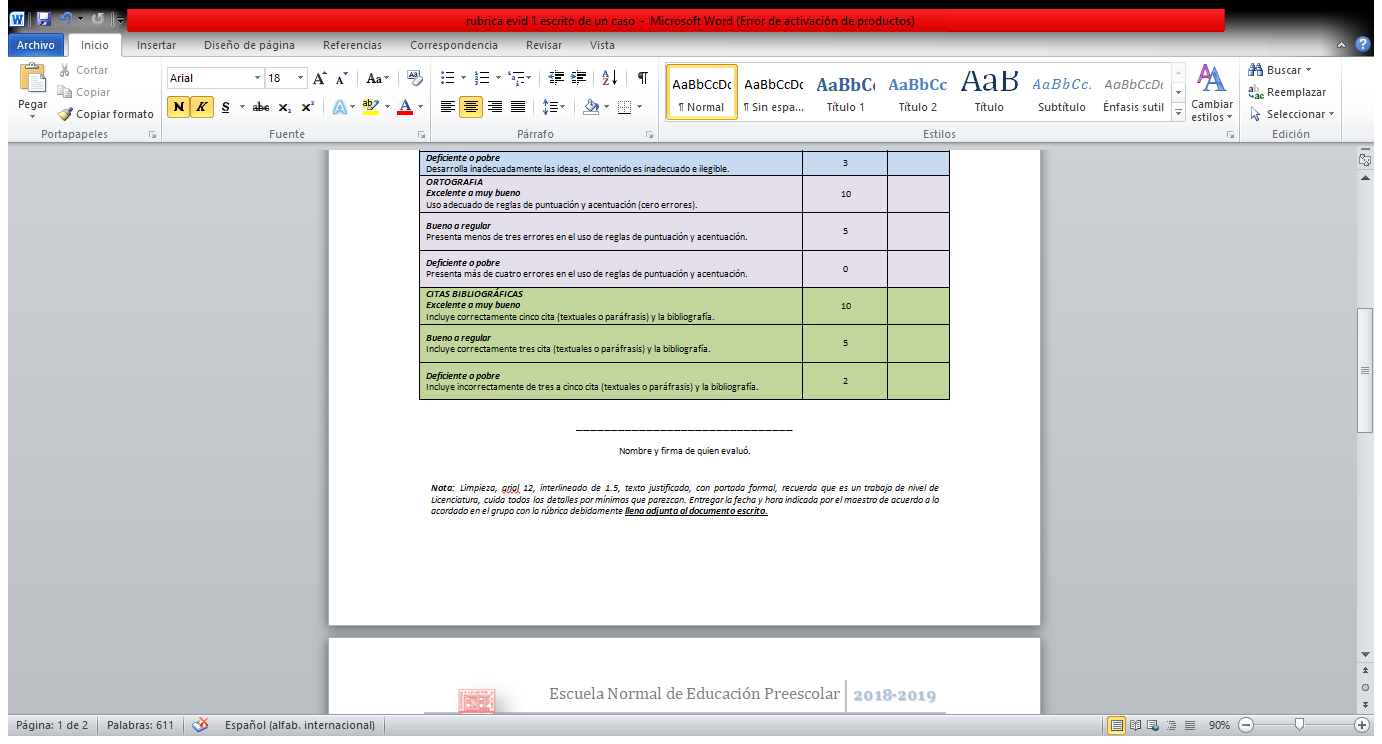 rubrica evid 1 escrito de un caso - Microsoft Word (Error de activación de productos)
Archivo Inicio Insertar Diseño de página Referencias Correspondencia Revisar Vista
Pegar
Cortar
Copiar
Copiar formato
Portapapeles
Arial 18
N K S abc x₂ x²
Fuente
Párrafo
AaBbCcDc AaBbCcDc AaBbC AaBbCc AaB AaBbCc. AaBbCcDc
¶ Normal ¶ Sin espa... Título 1 Título 2 Título Subtítulo Énfasis sutil
Cambiar
estilos
Estilos
Buscar
Reemplazar
Seleccionar
Edición
Deficiente o pobre
Desarrolla inadecuadamente las ideas, el contenido es inadecuado e ilegible. 3
ORTOGRAFIA
Excelente a muy bueno
Uso adecuado de reglas de puntuación y acentuación (cero errores). 10
Bueno a regular
Presenta menos de tres errores en el uso de reglas de puntuación y acentuación. 5
Deficiente o pobre
Presenta más de cuatro errores en el uso de reglas de puntuación y acentuación. 0
CITAS BIBLIOGRÁFICAS
Excelente a muy bueno
Incluye correctamente cinco cita (textuales o paráfrasis) y la bibliografía. 10
Bueno a regular
Incluye correctamente tres cita (textuales o paráfrasis) y la bibliografía. 5
Deficiente o pobre
Incluye incorrectamente de tres a cinco cita (textuales o paráfrasis) y la bibliografía. 2
Nombre y firma de quien evaluó.
Nota: Limpieza, arial 12, interlineado de 1.5, texto justificado, con portada formal, recuerda que es un trabajo de nivel de
Licenciatura, cuida todos los detalles por mínimos que parezcan. Entregar la fecha y hora indicada por el maestro de acuerdo a lo
acordado en el grupo con la rúbrica debidamente llena adjunta al documento escrito.
Escuela Normal de Educación Preescolar 2018-2019
Página: 1 de 2 Palabras: 611 Español (alfab. internacional) 90%